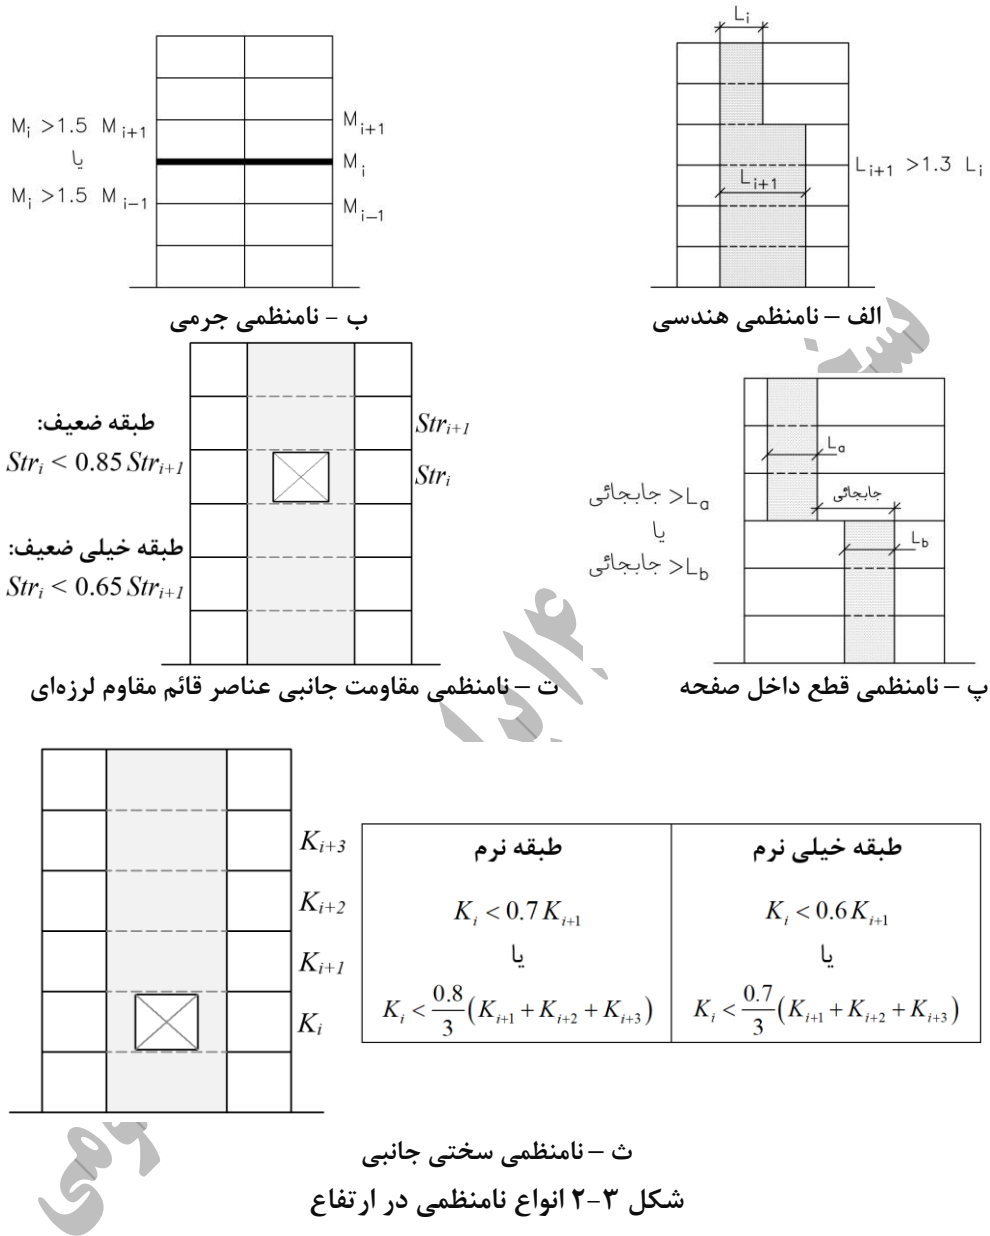 Lᵢ
Lᵢ₊₁
Lᵢ₊₁ >1.3 Lᵢ
الف – نامنظمی هندسی
Mᵢ >1.5 Mᵢ₊₁
یا
Mᵢ >1.5 Mᵢ₋₁
Mᵢ₊₁
Mᵢ
Mᵢ₋₁
ب - نامنظمی جرمی
Lₐ
جابجائی
L_b
جابجائی >Lₐ
یا
جابجائی >L_b
پ – نامنظمی قطع داخل صفحه
طبقه ضعیف:
Strᵢ < 0.85 Strᵢ₊₁
طبقه خیلی ضعیف:
Strᵢ < 0.65 Strᵢ₊₁
Strᵢ₊₁
Strᵢ
ت – نامنظمی مقاومت جانبی عناصر قائم مقاوم لرزه‌ای
Kᵢ₊₃
Kᵢ₊₂
Kᵢ₊₁
Kᵢ
طبقه خیلی نرم
Kᵢ < 0.6 Kᵢ₊₁
یا
Kᵢ < 0.7/3 (Kᵢ₊₁ + Kᵢ₊₂ + Kᵢ₊₃)
طبقه نرم
Kᵢ < 0.7 Kᵢ₊₁
یا
Kᵢ < 0.8/3 (Kᵢ₊₁ + Kᵢ₊₂ + Kᵢ₊₃)
ث – نامنظمی سختی جانبی
شکل ۳-۲ انواع نامنظمی در ارتفاع